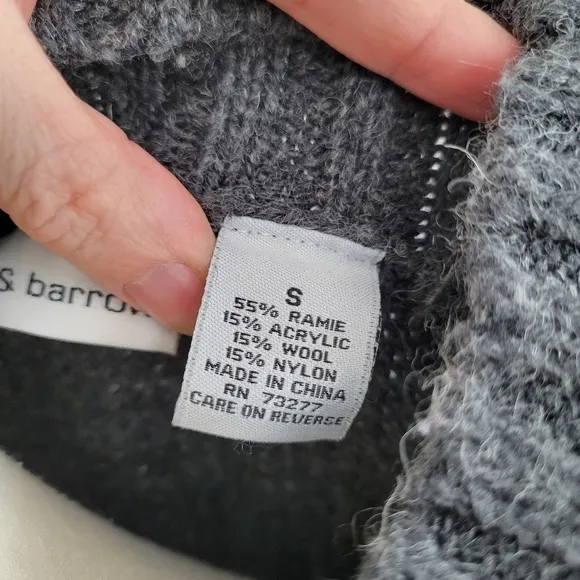 & barrow
S
55% RAMIE
15% ACRYLIC
15% WOOL
15% NYLON
MADE IN CHINA
RN 73277
CARE ON REVERSE